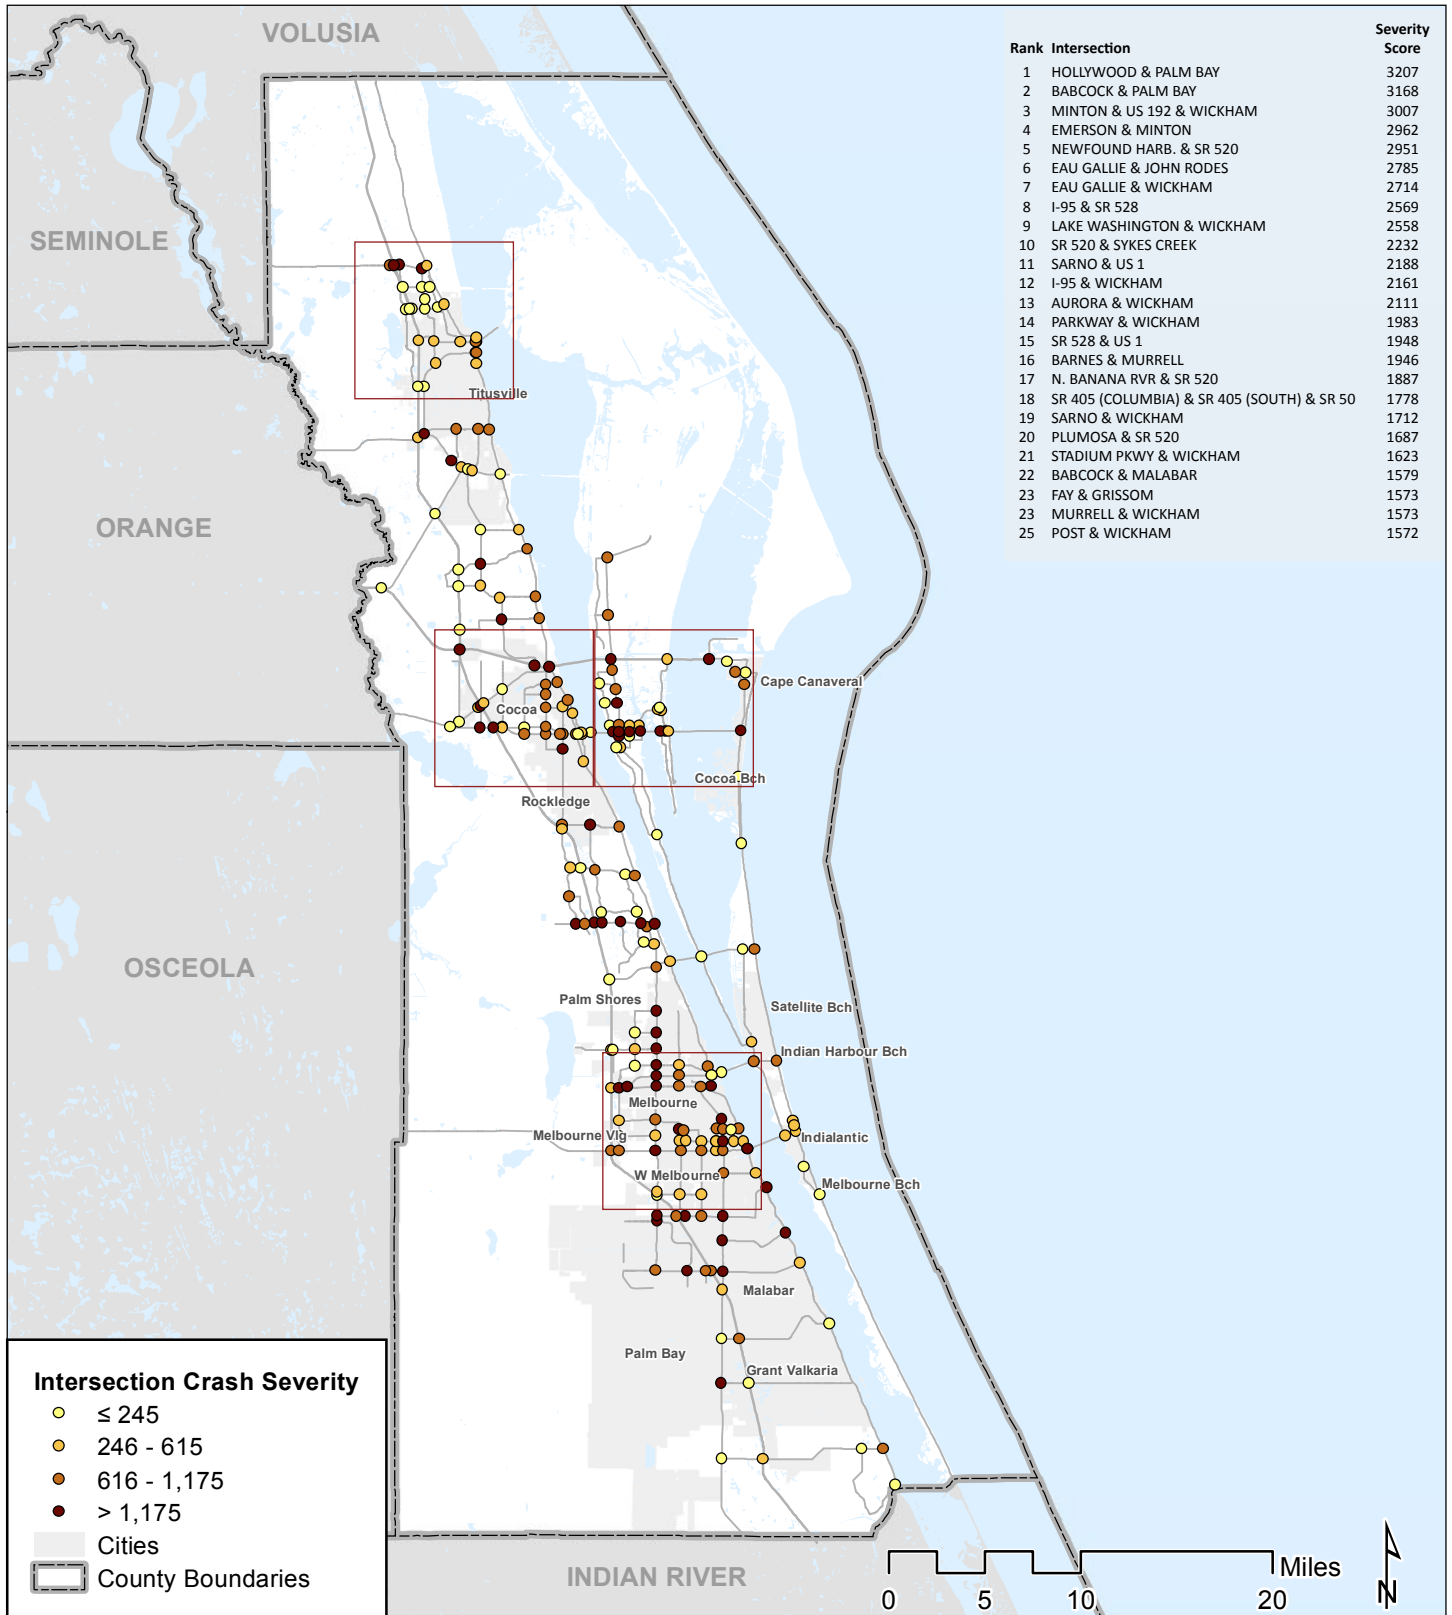 VOLUSIA
SEMINOLE
ORANGE
OSCEOLA
INDIAN RIVER
Severity
Rank Intersection Score
1 HOLLYWOOD & PALM BAY 3207
2 BABCOCK & PALM BAY 3168
3 MINTON & US 192 & WICKHAM 3007
4 EMERSON & MINTON 2962
5 NEWFOUND HARB. & SR 520 2951
6 EAU GALLIE & JOHN RODES 2785
7 EAU GALLIE & WICKHAM 2714
8 I-95 & SR 528 2569
9 LAKE WASHINGTON & WICKHAM 2558
10 SR 520 & SYKES CREEK 2232
11 SARNO & US 1 2188
12 I-95 & WICKHAM 2161
13 AURORA & WICKHAM 2111
14 PARKWAY & WICKHAM 1983
15 SR 528 & US 1 1948
16 BARNES & MURRELL 1946
17 N. BANANA RVR & SR 520 1887
18 SR 405 (COLUMBIA) & SR 405 (SOUTH) & SR 50 1778
19 SARNO & WICKHAM 1712
20 PLUMOSA & SR 520 1687
21 STADIUM PKWY & WICKHAM 1623
22 BABCOCK & MALABAR 1579
23 FAY & GRISSOM 1573
23 MURRELL & WICKHAM 1573
25 POST & WICKHAM 1572
Titusville
Cape Canaveral
Cocoa
Cocoa Bch
Rockledge
Palm Shores
Satellite Bch
Indian Harbour Bch
Melbourne
Melbourne Vlg
Indialantic
W Melbourne
Melbourne Bch
Malabar
Palm Bay
Grant Valkaria
Intersection Crash Severity
≤ 245
246 - 615
616 - 1,175
> 1,175
Cities
County Boundaries
Miles
0 5 10 20
N